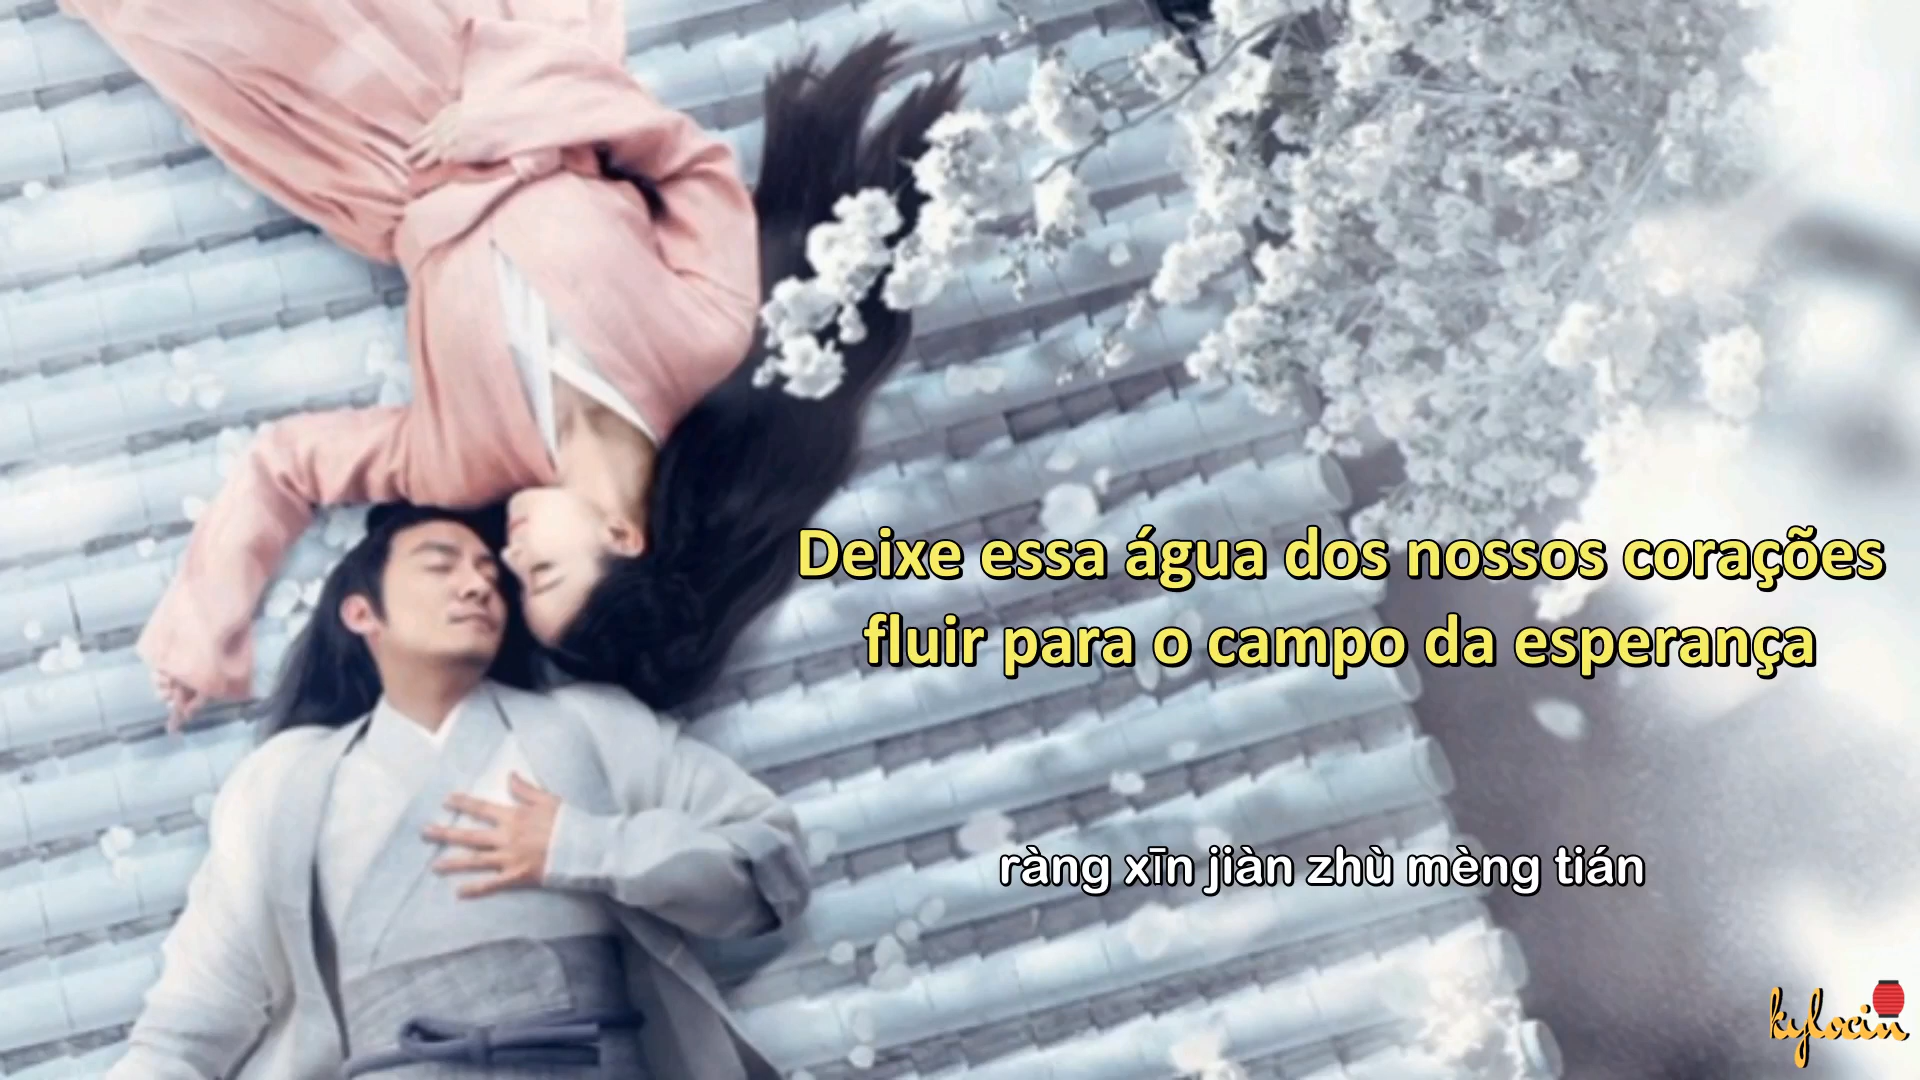 Deixe essa água dos nossos corações
fluir para o campo da esperança
ràng xīn jiàn zhù mèng tián
kylocin